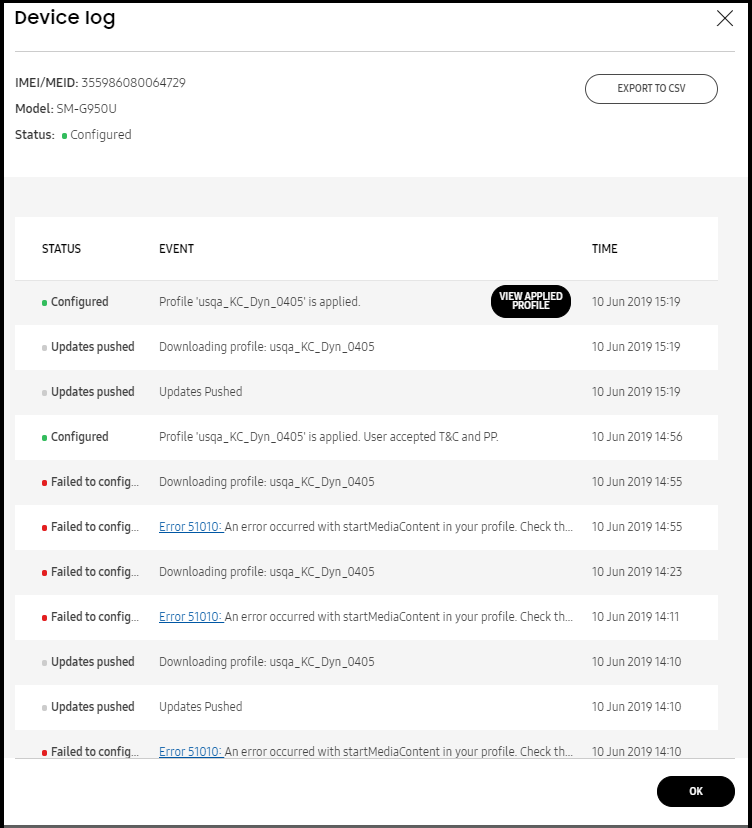 Device log
IMEI/MEID: 355986080064729
EXPORT TO CSV
Model: SM-G950U
Status: Configured
STATUS EVENT TIME
Configured Profile 'usqa_KC_Dyn_0405' is applied. VIEW APPLIED PROFILE 10 Jun 2019 15:19
Updates pushed Downloading profile: usqa_KC_Dyn_0405 10 Jun 2019 15:19
Updates pushed Updates Pushed 10 Jun 2019 15:19
Configured Profile 'usqa_KC_Dyn_0405' is applied. User accepted T&C and PP. 10 Jun 2019 14:56
Failed to config... Downloading profile: usqa_KC_Dyn_0405 10 Jun 2019 14:55
Failed to config... Error 51010: An error occurred with startMediaContent in your profile. Check th... 10 Jun 2019 14:55
Failed to config... Downloading profile: usqa_KC_Dyn_0405 10 Jun 2019 14:23
Failed to config... Error 51010: An error occurred with startMediaContent in your profile. Check th... 10 Jun 2019 14:11
Updates pushed Downloading profile: usqa_KC_Dyn_0405 10 Jun 2019 14:10
Updates pushed Updates Pushed 10 Jun 2019 14:10
Failed to config... Error 51010: An error occurred with startMediaContent in your profile. Check th... 10 Jun 2019 14:10
OK